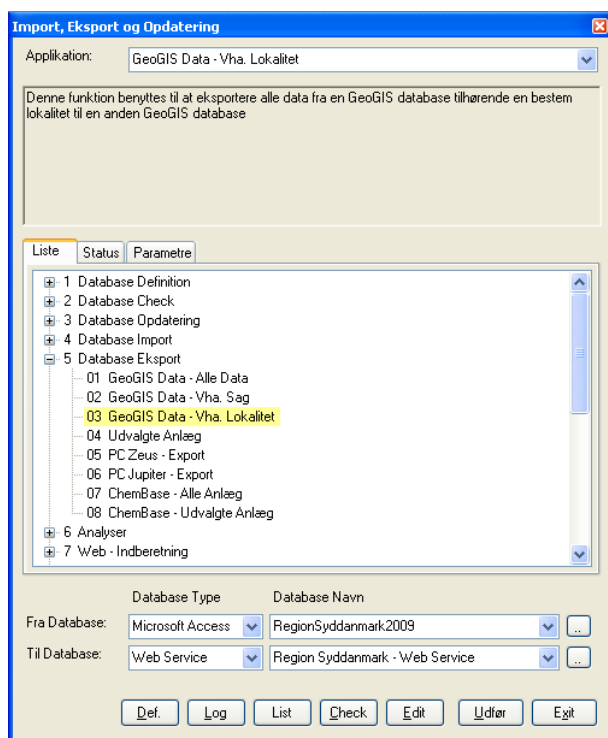 Import, Eksport og Opdatering
Applikation: GeoGIS Data - Vha. Lokalitet
Denne funktion benyttes til at eksportere alle data fra en GeoGIS database tilhørende en bestem
lokalitet til en anden GeoGIS database
Liste Status Parametre
1 Database Definition
2 Database Check
3 Database Opdatering
4 Database Import
5 Database Eksport
01 GeoGIS Data - Alle Data
02 GeoGIS Data - Vha. Sag
03 GeoGIS Data - Vha. Lokalitet
04 Udvalgte Anlæg
05 PC Zeus - Export
06 PC Jupiter - Export
07 ChemBase - Alle Anlæg
08 ChemBase - Udvalgte Anlæg
6 Analyser
7 Web - Indberetning
Database Type Database Navn
Fra Database: Microsoft Access RegionSyddanmark2009 ..
Til Database: Web Service Region Syddanmark - Web Service ..
Def. Log List Check Edit Udfør Exit